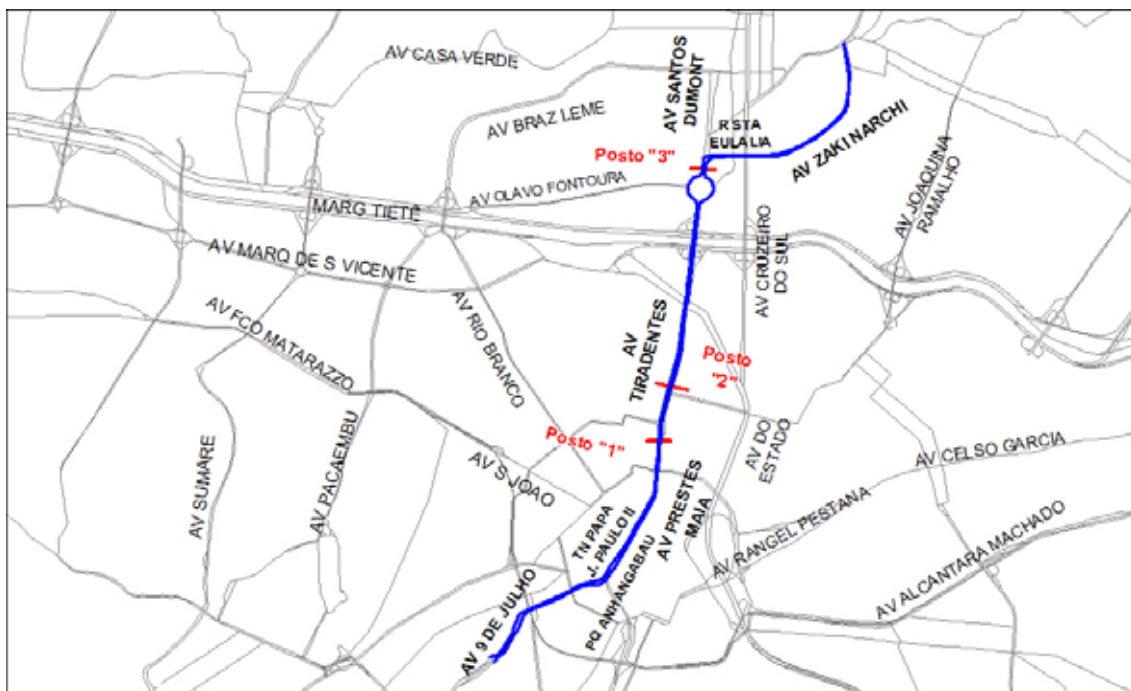 AV CASA VERDE
AV SANTOS
DUMONT
AV BRAZ LEME
R STA
EULALIA
AV ZAKI NARCHI
Posto "3"
AV OLAVO FONTOURA
AV JOAQUINA
RAMALHO
MARG TIETÊ
AV MARQ DE S VICENTE
AV CRUZEIRO
DO SUL
AV FCO MATARAZZO
AV RIO BRANCO
AV
TIRADENTES
Posto
"2"
Posto "1"
AV DO
ESTADO
AV CELSO GARCIA
AV SUMARE
AV PACAEMBU
AV S JOAO
AV PRESTES
MAIA
AV RANGEL PESTANA
TN PAPA
J. PAULO II
AV ALCANTARA MACHADO
PQ ANHANGABAU
AV 9 DE JULHO